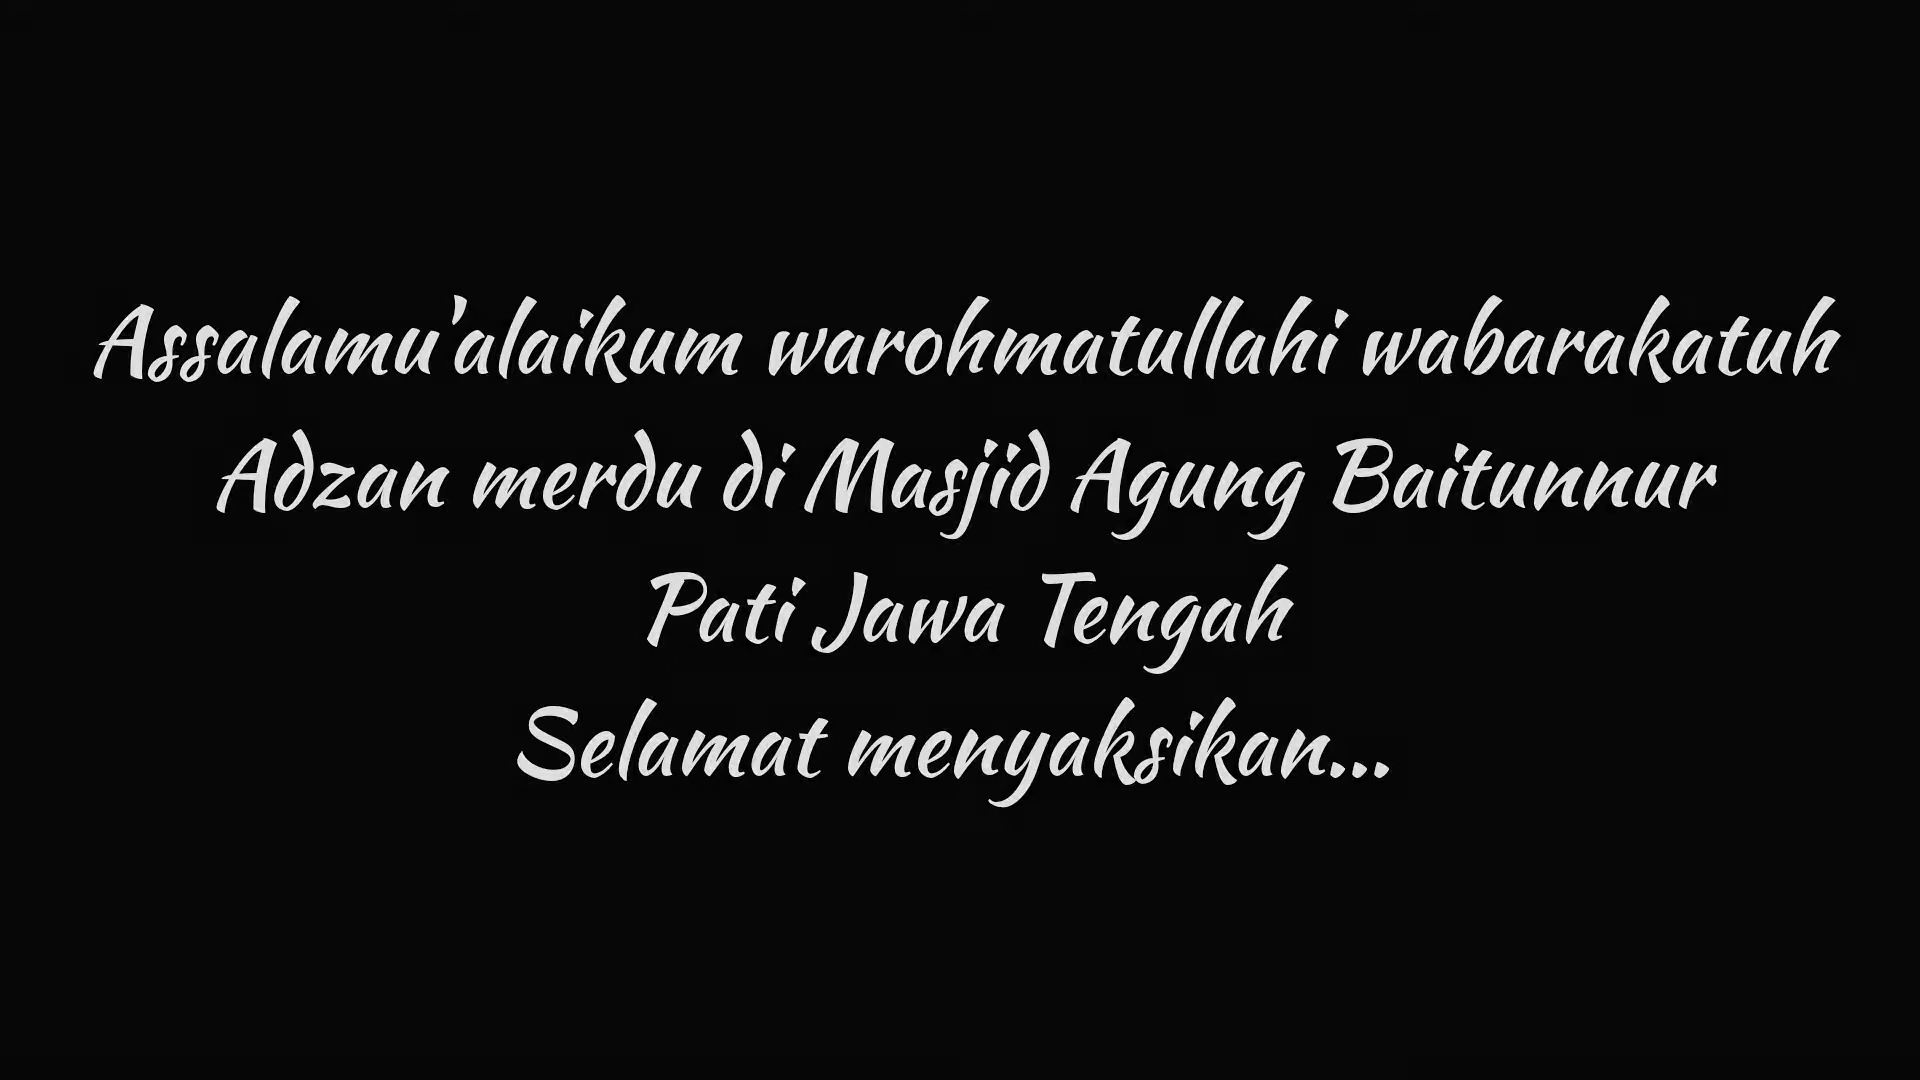 Assalamu'alaikum warohmatullahi wabarakatuh
Adzan merdu di Masjid Agung Baitunnur
Pati Jawa Tengah
Selamat menyaksikan...